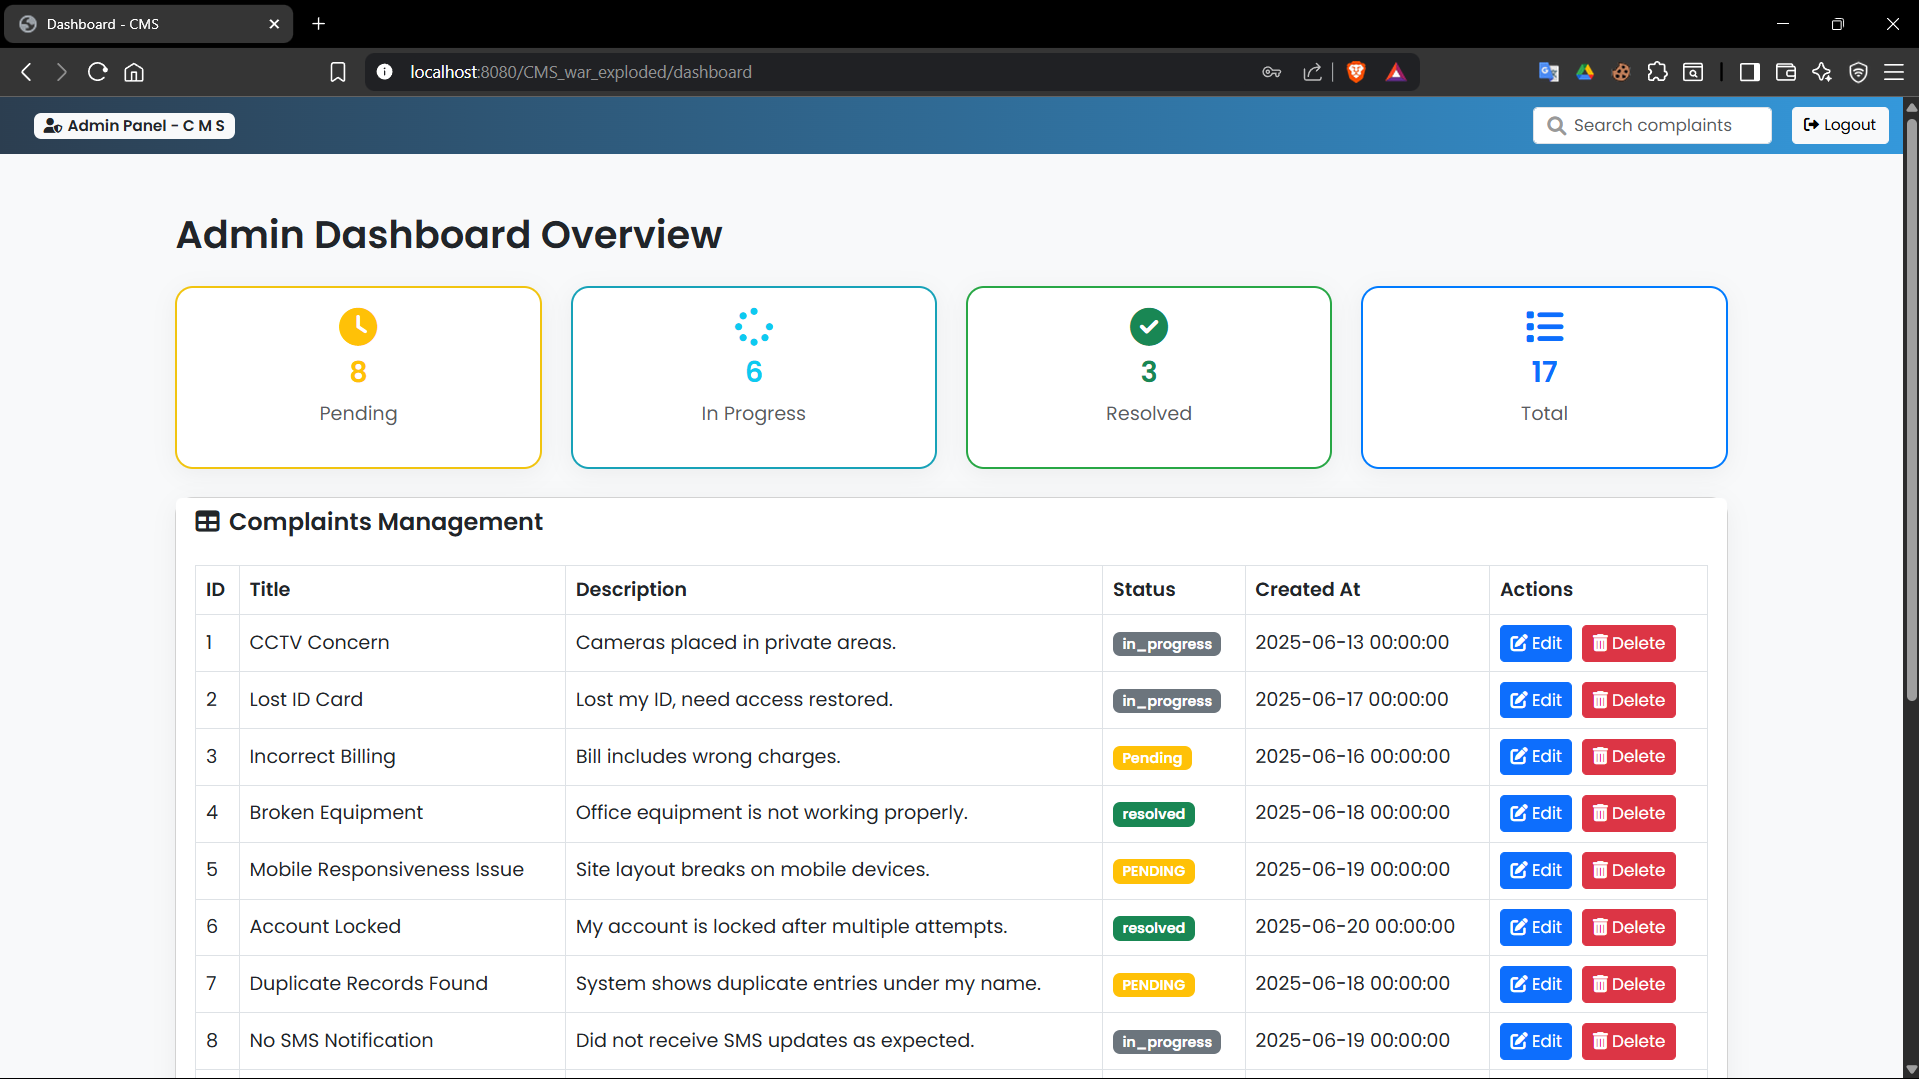 Dashboard - CMS
localhost:8080/CMS_war_exploded/dashboard
Admin Panel - C M S
Search complaints
Logout
Admin Dashboard Overview
8
Pending
6
In Progress
3
Resolved
17
Total
Complaints Management
ID Title Description Status Created At Actions
1 CCTV Concern Cameras placed in private areas. in_progress 2025-06-13 00:00:00 Edit Delete
2 Lost ID Card Lost my ID, need access restored. in_progress 2025-06-17 00:00:00 Edit Delete
3 Incorrect Billing Bill includes wrong charges. Pending 2025-06-16 00:00:00 Edit Delete
4 Broken Equipment Office equipment is not working properly. resolved 2025-06-18 00:00:00 Edit Delete
5 Mobile Responsiveness Issue Site layout breaks on mobile devices. PENDING 2025-06-19 00:00:00 Edit Delete
6 Account Locked My account is locked after multiple attempts. resolved 2025-06-20 00:00:00 Edit Delete
7 Duplicate Records Found System shows duplicate entries under my name. PENDING 2025-06-18 00:00:00 Edit Delete
8 No SMS Notification Did not receive SMS updates as expected. in_progress 2025-06-19 00:00:00 Edit Delete